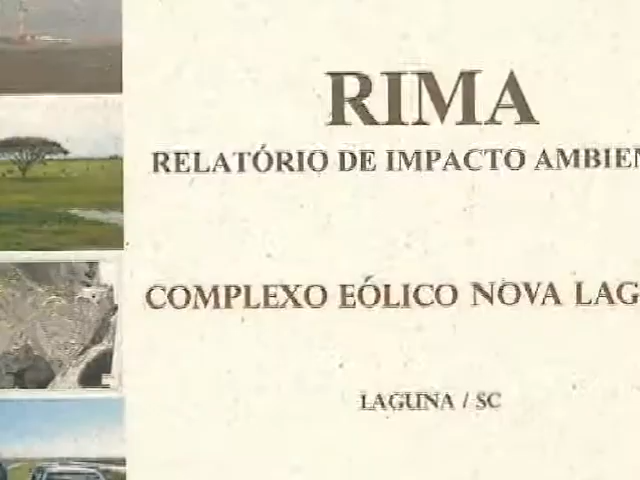 RIMA
RELATÓRIO DE IMPACTO AMBIEN
COMPLEXO EÓLICO NOVA LAG
LAGUNA / SC